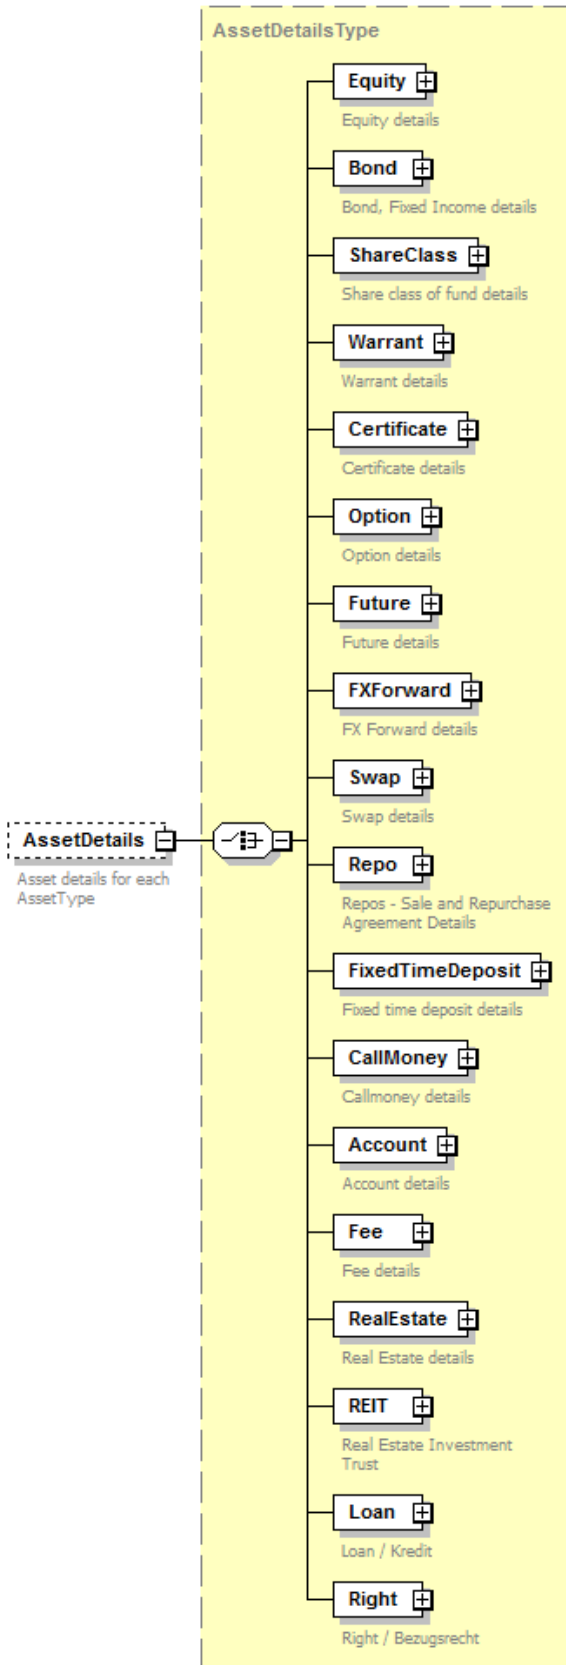 AssetDetailsType
Equity
Equity details
Bond
Bond, Fixed Income details
ShareClass
Share class of fund details
Warrant
Warrant details
Certificate
Certificate details
Option
Option details
Future
Future details
FXForward
FX Forward details
Swap
Swap details
AssetDetails
Asset details for each
AssetType
Repo
Repos - Sale and Repurchase
Agreement Details
FixedTimeDeposit
Fixed time deposit details
CallMoney
Callmoney details
Account
Account details
Fee
Fee details
RealEstate
Real Estate details
REIT
Real Estate Investment
Trust
Loan
Loan / Kredit
Right
Right / Bezugsrecht